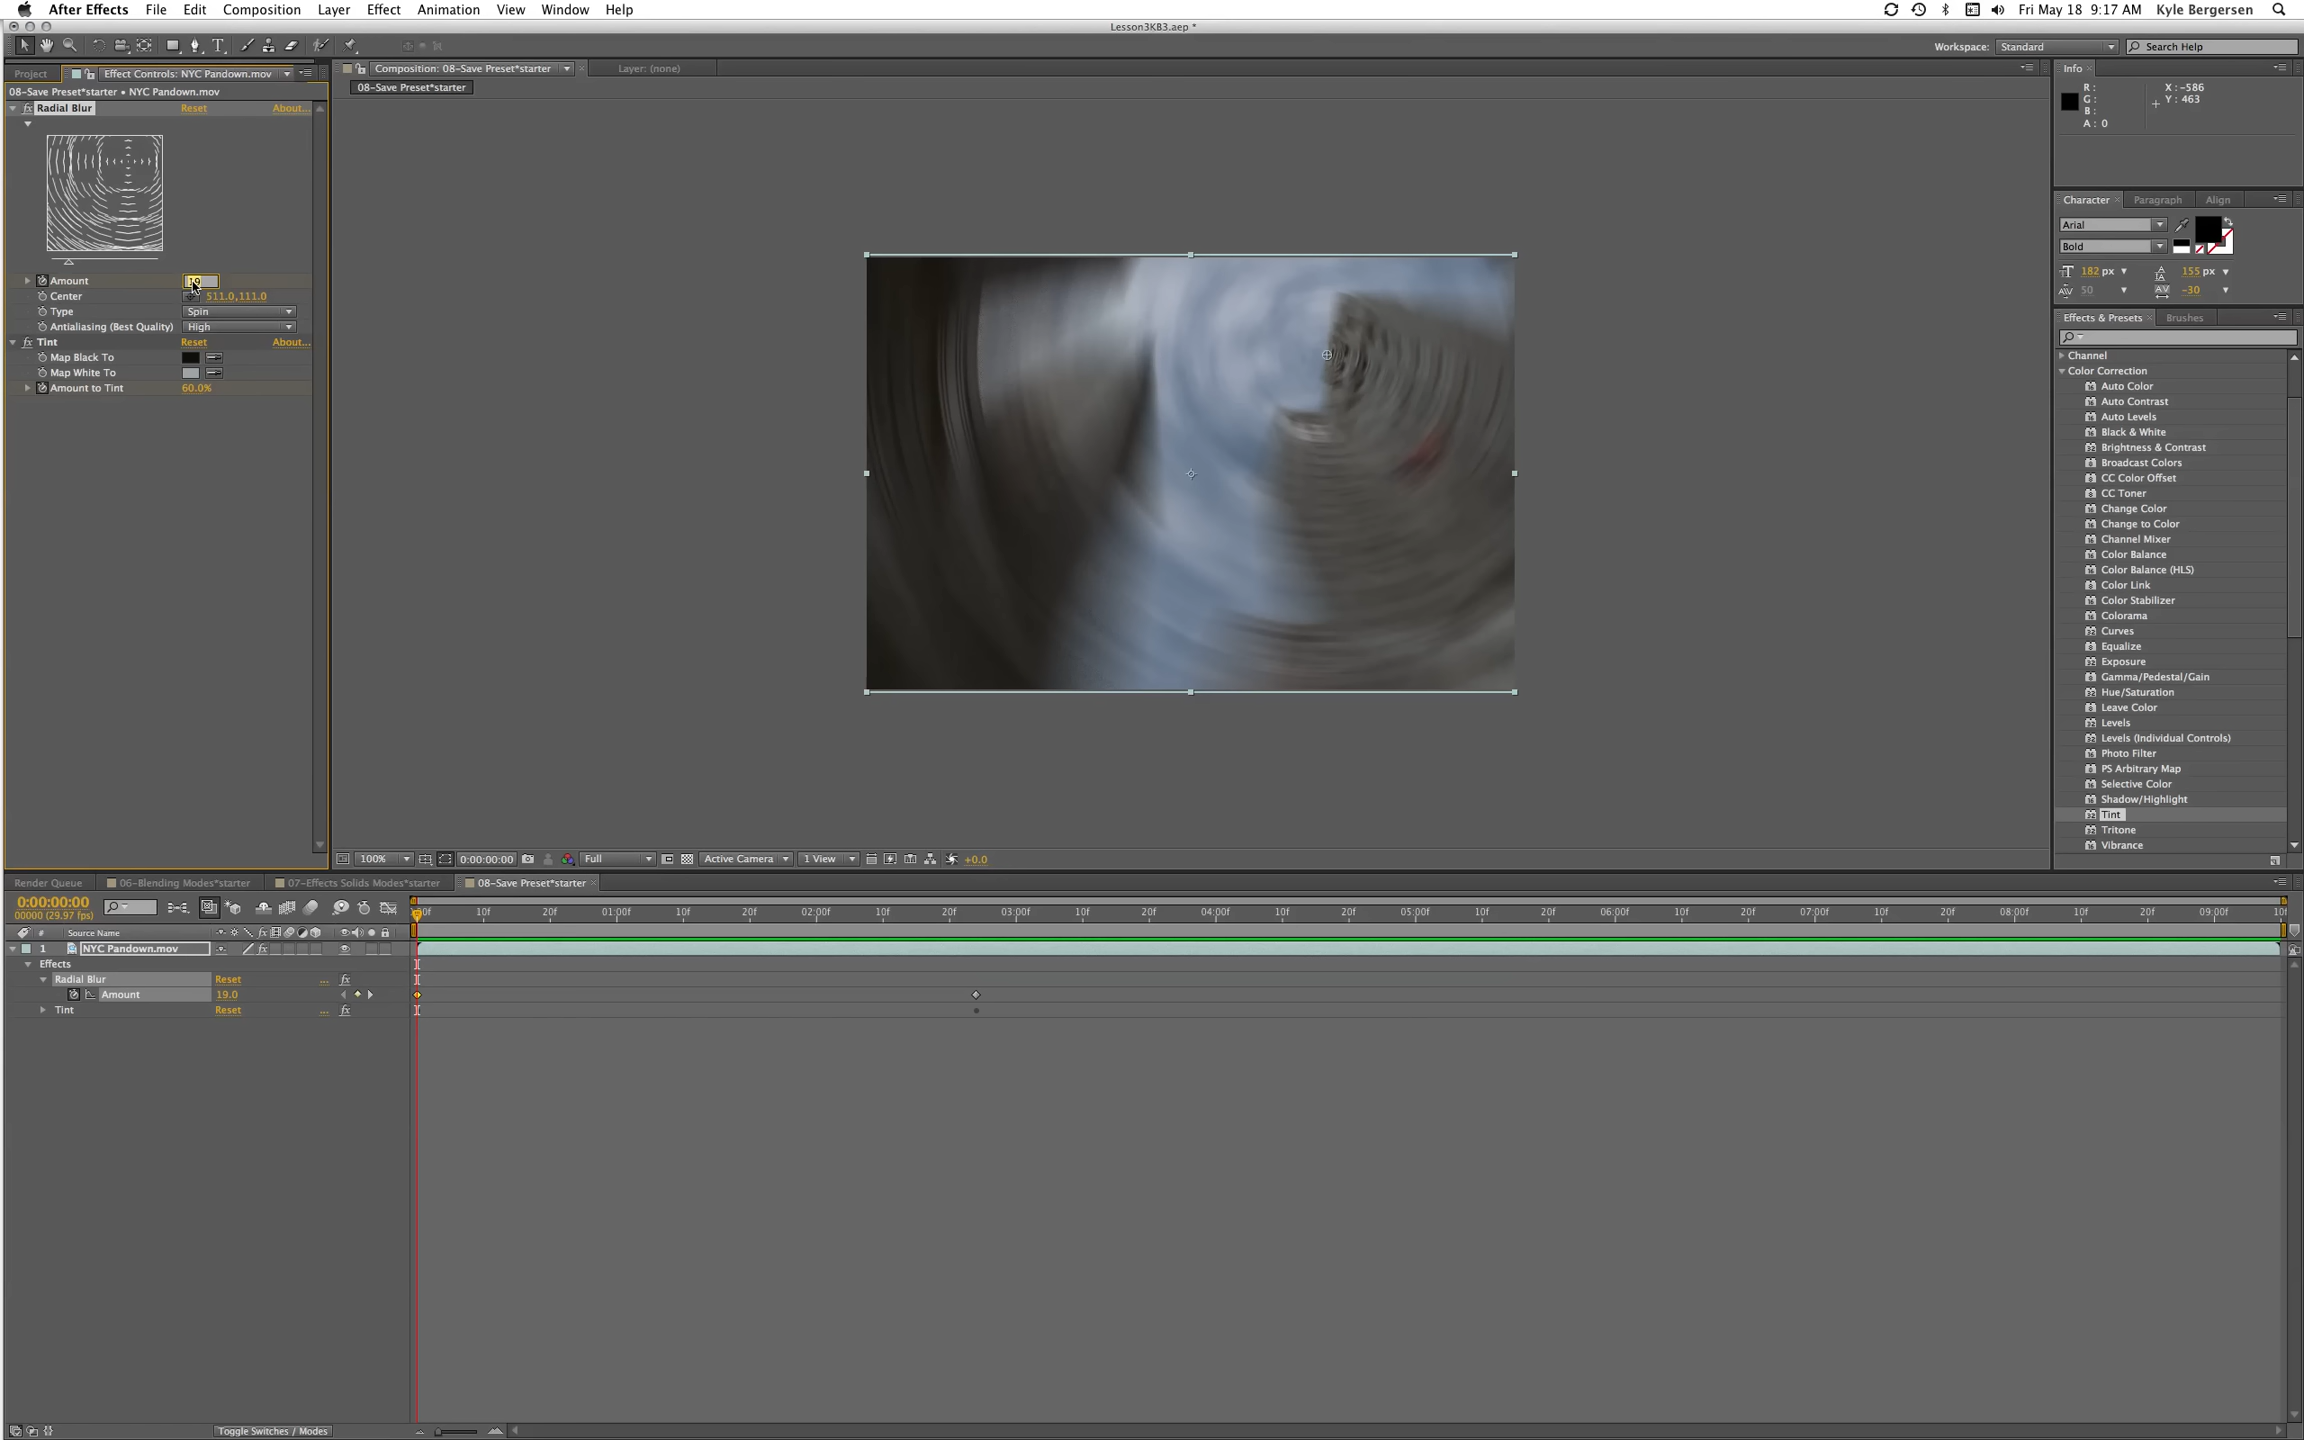 After Effects File Edit Composition Layer Effect Animation View Window Help Fri May 18 9:17 AM Kyle Bergersen
Lesson3KB3.aep *
Workspace: Standard Search Help
Project Effect Controls: NYC Pandown.mov
08-Save Preset*starter • NYC Pandown.mov
Radial Blur Reset About...
Amount
Center 511.0,111.0
Type Spin
Antialiasing (Best Quality) High
Tint Reset About...
Map Black To
Map White To
Amount to Tint 60.0%
Composition: 08-Save Preset*starter Layer: (none)
08-Save Preset*starter
100% 0:00:00:00 Full Active Camera 1 View +0.0
Info
R : X : -586
G : Y : 463
B :
A : 0
Character Paragraph Align
Arial
Bold
182 px 155 px
50 -30
Effects & Presets Brushes
Channel
Color Correction
Auto Color
Auto Contrast
Auto Levels
Black & White
Brightness & Contrast
Broadcast Colors
CC Color Offset
CC Toner
Change Color
Change to Color
Channel Mixer
Color Balance
Color Balance (HLS)
Color Link
Color Stabilizer
Colorama
Curves
Equalize
Exposure
Gamma/Pedestal/Gain
Hue/Saturation
Leave Color
Levels
Levels (Individual Controls)
Photo Filter
PS Arbitrary Map
Selective Color
Shadow/Highlight
Tint
Tritone
Vibrance
Render Queue 06-Blending Modes*starter 07-Effects Solids Modes*starter 08-Save Preset*starter
0:00:00:00
00000 (29.97 fps)
10f 20f 01:00f 10f 20f 02:00f 10f 20f 03:00f 10f 20f 04:00f 10f 20f 05:00f 10f 20f 06:00f 10f 20f 07:00f 10f 20f 08:00f 10f 20f 09:00f
# Source Name
1 NYC Pandown.mov
Effects
Radial Blur Reset ...
Amount 19.0
Tint Reset ...
Toggle Switches / Modes